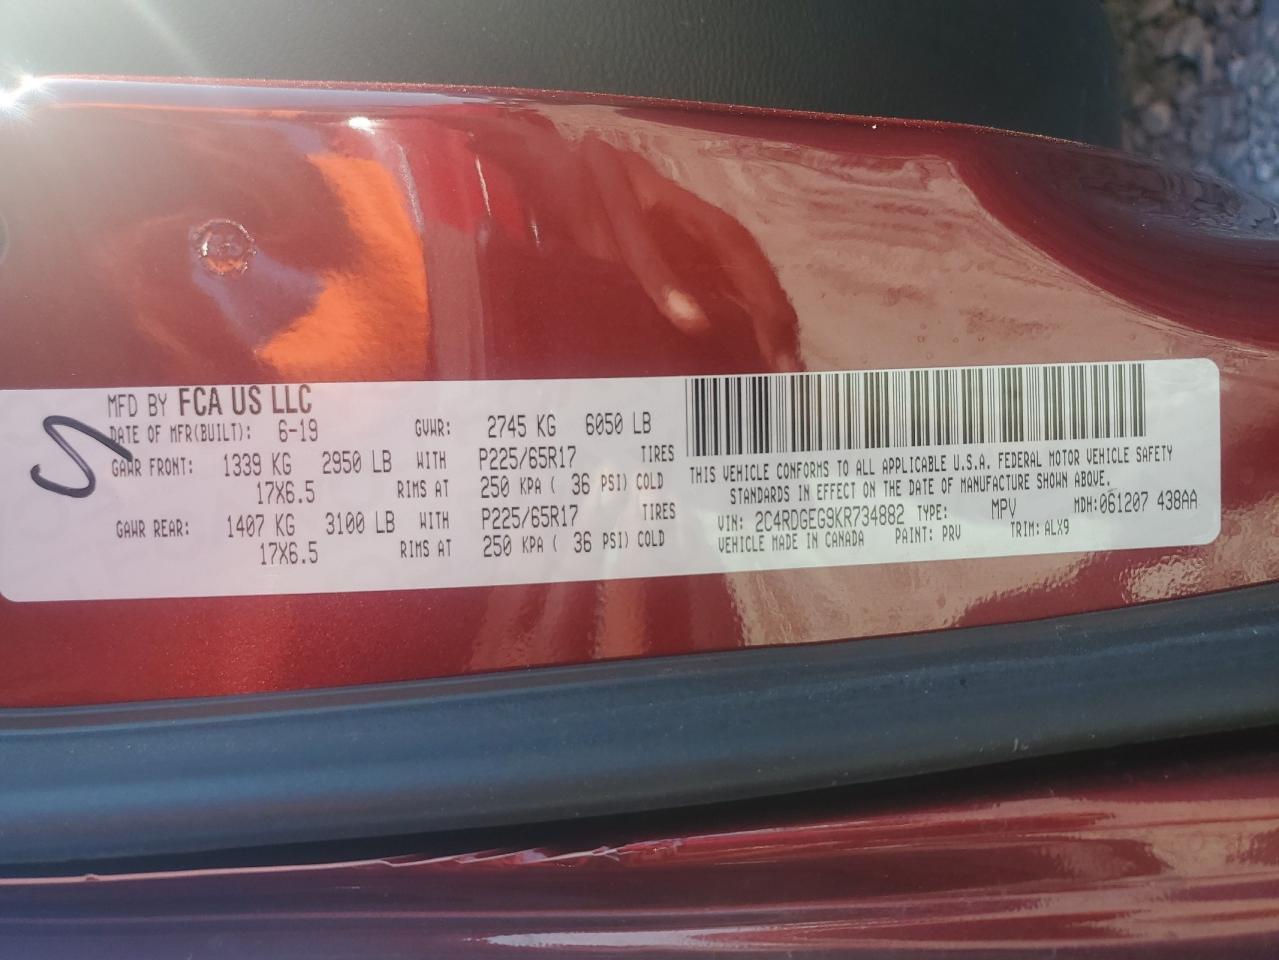 MFD BY FCA US LLC
DATE OF MFR(BUILT): 6-19 GVWR: 2745 KG 6050 LB
GAWR FRONT: 1339 KG 2950 LB WITH P225/65R17 TIRES
17X6.5 RIMS AT 250 KPA ( 36 PSI) COLD
GAWR REAR: 1407 KG 3100 LB WITH P225/65R17 TIRES
17X6.5 RIMS AT 250 KPA ( 36 PSI) COLD
THIS VEHICLE CONFORMS TO ALL APPLICABLE U.S.A. FEDERAL MOTOR VEHICLE SAFETY
STANDARDS IN EFFECT ON THE DATE OF MANUFACTURE SHOWN ABOVE.
VIN: 2C4RDGEG9KR734882 TYPE: MPV MDH:061207 438AA
VEHICLE MADE IN CANADA PAINT: PRV TRIM: ALX9